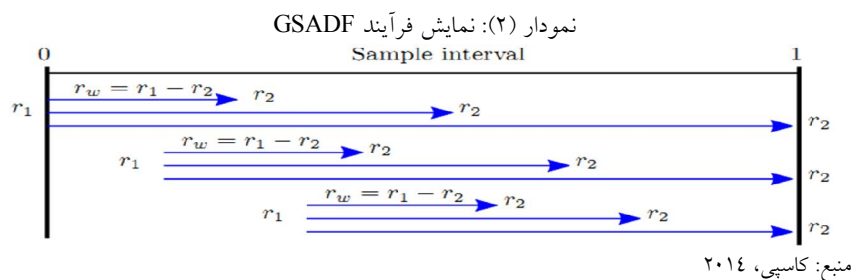 نمودار (۲): نمایش فرآیند GSADF
0 Sample interval 1
r_w = r_1 − r_2 r_2
r_1 r_2
r_2
r_w = r_1 − r_2 r_2
r_1 r_2
r_2
r_w = r_1 − r_2 r_2
r_1 r_2
r_2
منبع: کاسپی، ۲۰۱٤